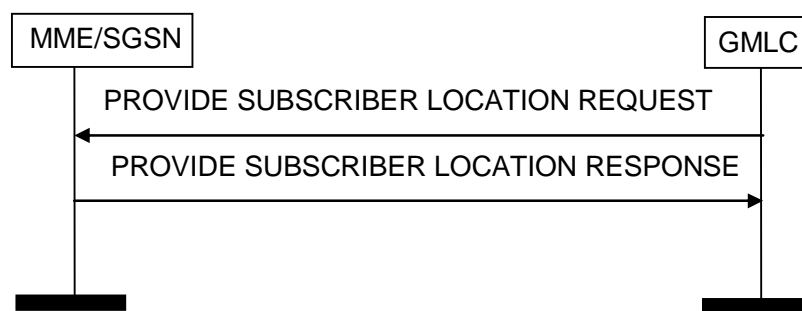 MME/SGSN
GMLC
PROVIDE SUBSCRIBER LOCATION REQUEST
PROVIDE SUBSCRIBER LOCATION RESPONSE